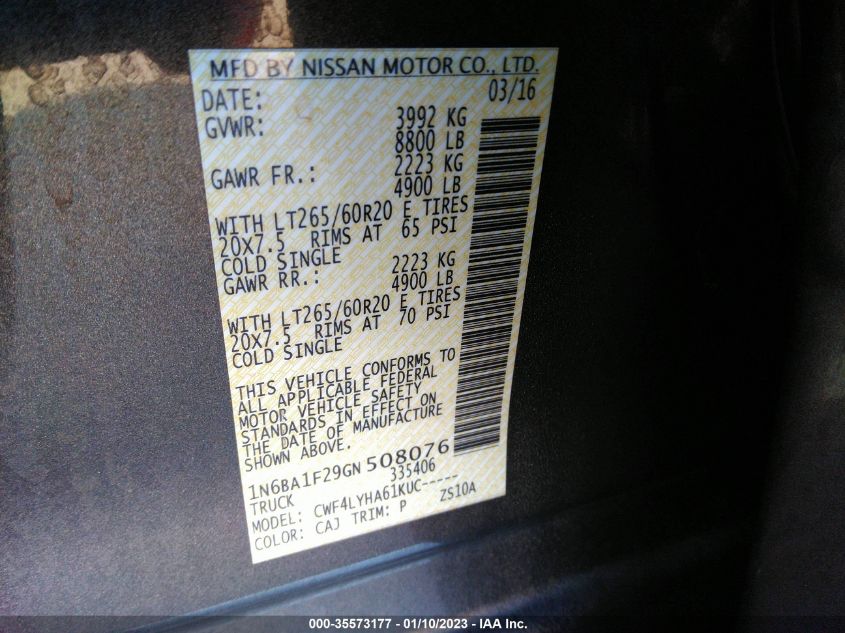 MFD BY NISSAN MOTOR CO., LTD.
DATE: 03/16
GVWR: 3992 KG
8800 LB
GAWR FR.: 2223 KG
4900 LB
WITH LT265/60R20 E TIRES
20X7.5 RIMS AT 65 PSI
COLD SINGLE
GAWR RR.: 2223 KG
4900 LB
WITH LT265/60R20 E TIRES
20X7.5 RIMS AT 70 PSI
COLD SINGLE
THIS VEHICLE CONFORMS TO
ALL APPLICABLE FEDERAL
MOTOR VEHICLE SAFETY
STANDARDS IN EFFECT ON
THE DATE OF MANUFACTURE
SHOWN ABOVE.
1N6BA1F29GN508076
TRUCK 335406
MODEL: CWF4LYHA61KUC-----
COLOR: CAJ TRIM: P ZS10A
000-35573177 - 01/10/2023 - IAA Inc.